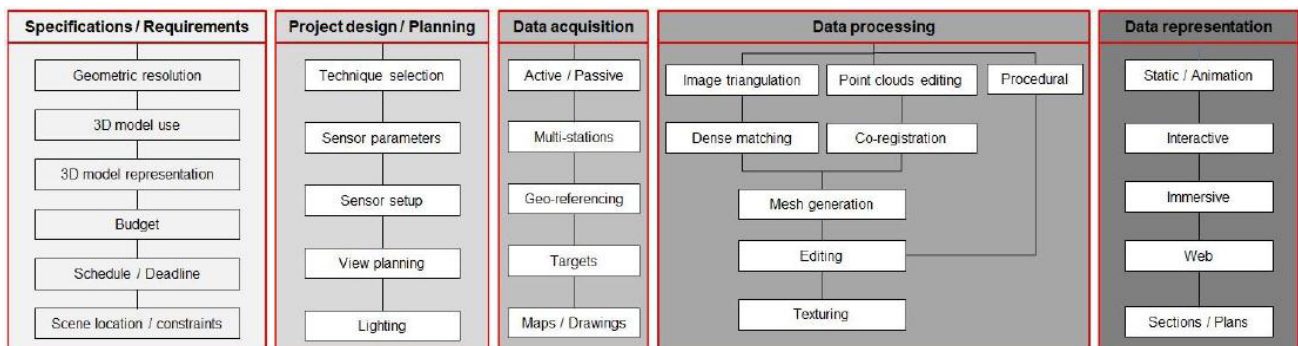 Specifications / Requirements
Geometric resolution
3D model use
3D model representation
Budget
Schedule / Deadline
Scene location / constraints
Project design / Planning
Technique selection
Sensor parameters
Sensor setup
View planning
Lighting
Data acquisition
Active / Passive
Multi-stations
Geo-referencing
Targets
Maps / Drawings
Data processing
Image triangulation
Point clouds editing
Procedural
Dense matching
Co-registration
Mesh generation
Editing
Texturing
Data representation
Static / Animation
Interactive
Immersive
Web
Sections / Plans